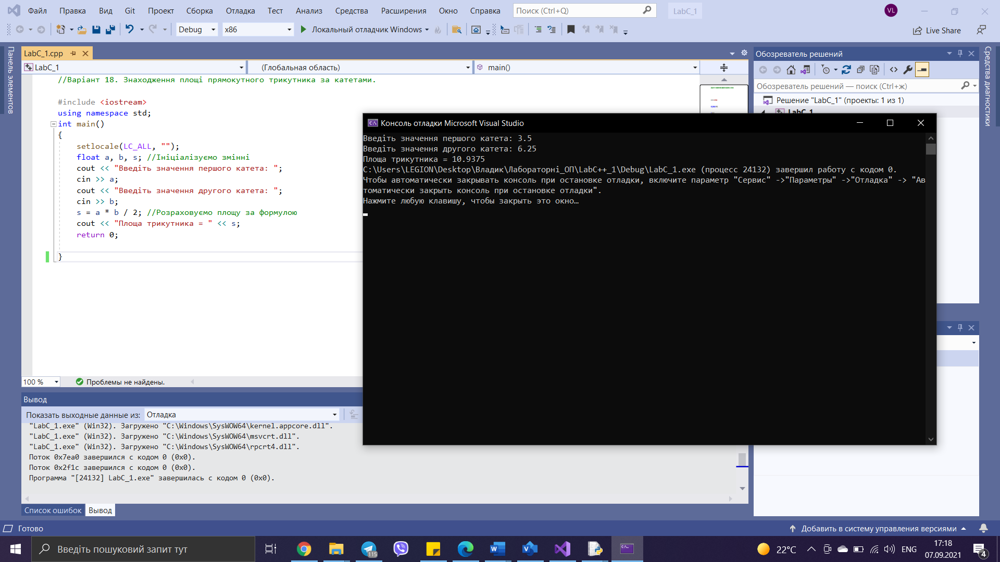 Файл Правка Вид Git Проект Сборка Отладка Тест Анализ Средства Расширения Окно Справка Поиск (Ctrl+Q) LabC_1 VL
Debug x86 Локальный отладчик Windows Live Share
Панель элементов
LabC_1.cpp
LabC_1 (Глобальная область) main()
//Варіант 18. Знаходження площі прямокутного трикутника за катетами.
#include <iostream>
using namespace std;
int main()
{
setlocale(LC_ALL, "");
float a, b, s; //Ініціалізуємо змінні
cout << "Введіть значення першого катета: ";
cin >> a;
cout << "Введіть значення другого катета: ";
cin >> b;
s = a * b / 2; //Розраховуємо площу за формулою
cout << "Площа трикутника = " << s;
return 0;
}
100 % Проблемы не найдены.
Консоль отладки Microsoft Visual Studio
Введіть значення першого катета: 3.5
Введіть значення другого катета: 6.25
Площа трикутника = 10.9375
C:\Users\LEGION\Desktop\Владик\Лабораторні_ОП\LabC++_1\Debug\LabC_1.exe (процесс 24132) завершил работу с кодом 0.
Чтобы автоматически закрывать консоль при остановке отладки, включите параметр "Сервис" ->"Параметры" ->"Отладка" -> "Ав
томатически закрыть консоль при остановке отладки".
Нажмите любую клавишу, чтобы закрыть это окно…
Обозреватель решений
Обозреватель решений — поиск (Ctrl+ж)
Решение "LabC_1" (проекты: 1 из 1)
LabC_1
Средства диагностики
Вывод
Показать выходные данные из: Отладка
"LabC_1.exe" (Win32). Загружено "C:\Windows\SysWOW64\kernel.appcore.dll".
"LabC_1.exe" (Win32). Загружено "C:\Windows\SysWOW64\msvcrt.dll".
"LabC_1.exe" (Win32). Загружено "C:\Windows\SysWOW64\rpcrt4.dll".
Поток 0x7ea0 завершился с кодом 0 (0x0).
Поток 0x2f1c завершился с кодом 0 (0x0).
Программа "[24132] LabC_1.exe" завершилась с кодом 0 (0x0).
Список ошибок Вывод
Готово Добавить в систему управления версиями
Введіть пошуковий запит тут 115 22°C ENG 17:18
07.09.2021 4